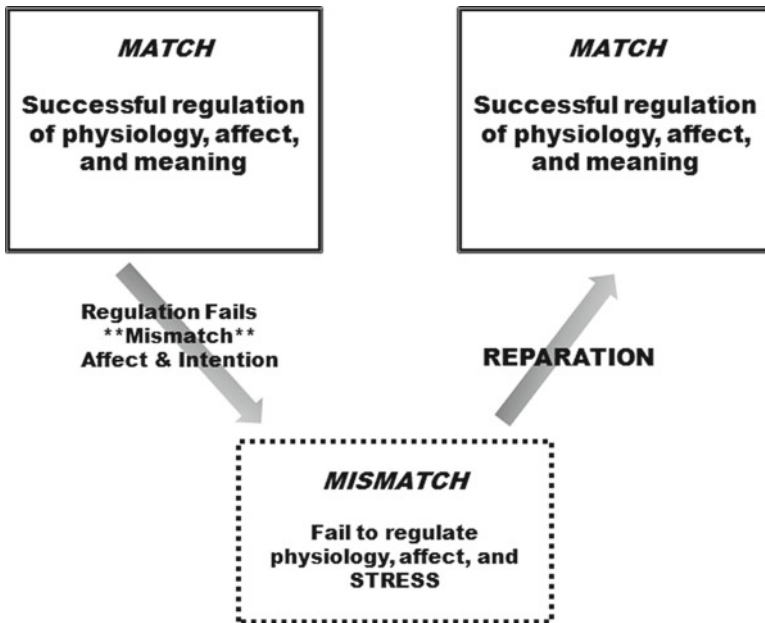 MATCH
Successful regulation
of physiology, affect,
and meaning
MATCH
Successful regulation
of physiology, affect,
and meaning
Regulation Fails
**Mismatch**
Affect & Intention
REPARATION
MISMATCH
Fail to regulate
physiology, affect, and
STRESS